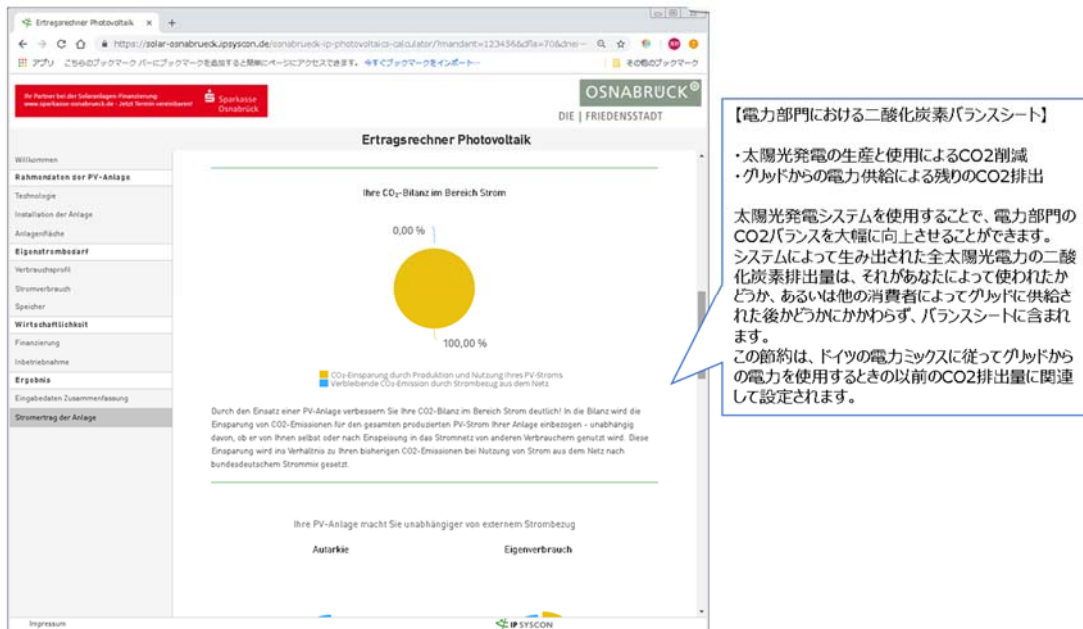 Ertragsrechner Photovoltaik
https://solar-osnabrueck.ipsyscon.de/osnabrueck-ip-photovoltaics-calculator/?mandant=123456&dfla=70&dnei
アプリ こちらのブックマーク バーにブックマークを追加すると簡単にページにアクセスできます。 今すぐブックマークをインポート…
その他のブックマーク
Ihr Partner bei der Solaranlagen-Finanzierung:
www.sparkasse-osnabrueck.de - Jetzt Termin vereinbaren!
Sparkasse
Osnabrück
OSNABRÜCK®
DIE | FRIEDENSSTADT
Ertragsrechner Photovoltaik
Willkommen
Rahmendaten der PV-Anlage
Technologie
Installation der Anlage
Anlagenfläche
Eigenstrombedarf
Verbrauchsprofil
Stromverbrauch
Speicher
Wirtschaftlichkeit
Finanzierung
Inbetriebnahme
Ergebnis
Eingabedaten Zusammenfassung
Stromertrag der Anlage
Ihre CO₂-Bilanz im Bereich Strom
0,00 %
100,00 %
CO₂-Einsparung durch Produktion und Nutzung Ihres PV-Stroms
Verbleibende CO₂-Emission durch Strombezug aus dem Netz
Durch den Einsatz einer PV-Anlage verbessern Sie Ihre CO2-Bilanz im Bereich Strom deutlich! In die Bilanz wird die
Einsparung von CO2-Emissionen für den gesamten produzierten PV-Strom Ihrer Anlage einbezogen - unabhängig
davon, ob er von Ihnen selbst oder nach Einspeisung in das Stromnetz von anderen Verbrauchern genutzt wird. Diese
Einsparung wird ins Verhältnis zu Ihren bisherigen CO2-Emissionen bei Nutzung von Strom aus dem Netz nach
bundesdeutschem Strommix gesetzt.
Ihre PV-Anlage macht Sie unabhängiger von externem Strombezug
Autarkie
Eigenverbrauch
Impressum
IP SYSCON
【電力部門における二酸化炭素バランスシート】
・太陽光発電の生産と使用によるCO2削減
・グリッドからの電力供給による残りのCO2排出
太陽光発電システムを使用することで、電力部門の
CO2バランスを大幅に向上させることができます。
システムによって生み出された全太陽光電力の二酸
化炭素排出量は、それがあなたによって使われたか
どうか、あるいは他の消費者によってグリッドに供給さ
れた後かどうかにかかわらず、バランスシートに含まれ
ます。
この節約は、ドイツの電力ミックスに従ってグリッドから
の電力を使用するときの以前のCO2排出量に関連
して設定されます。